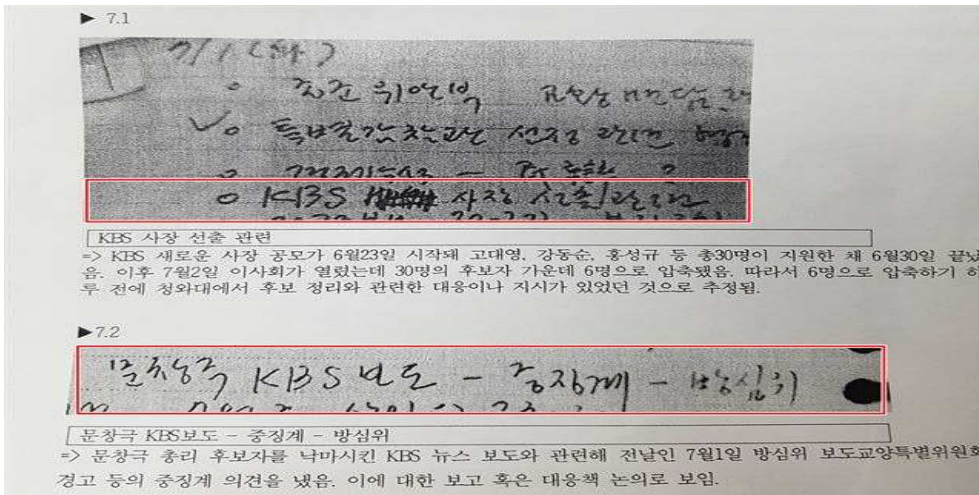 ▶ 7.1
7/1 (화)
특별감찰관 선정
KBS 사장 선출 관련
KBS 사장 선출 관련
=> KBS 새로운 사장 공모가 6월23일 시작돼 고대영, 강동순, 홍성규 등 총30명이 지원한 채 6월30일 끝났
음. 이후 7월2일 이사회가 열렸는데 30명의 후보자 가운데 6명으로 압축됐음. 따라서 6명으로 압축하기 하
루 전에 청와대에서 후보 정리와 관련한 대응이나 지시가 있었던 것으로 추정됨.
▶7.2
문창극 KBS 보도 - 중징계 - 방심위
문창극 KBS보도 - 중징계 - 방심위
=> 문창극 총리 후보자를 낙마시킨 KBS 뉴스 보도와 관련해 전날인 7월1일 방심위 보도교양특별위원회
경고 등의 중징계 의견을 냈음. 이에 대한 보고 혹은 대응책 논의로 보임.